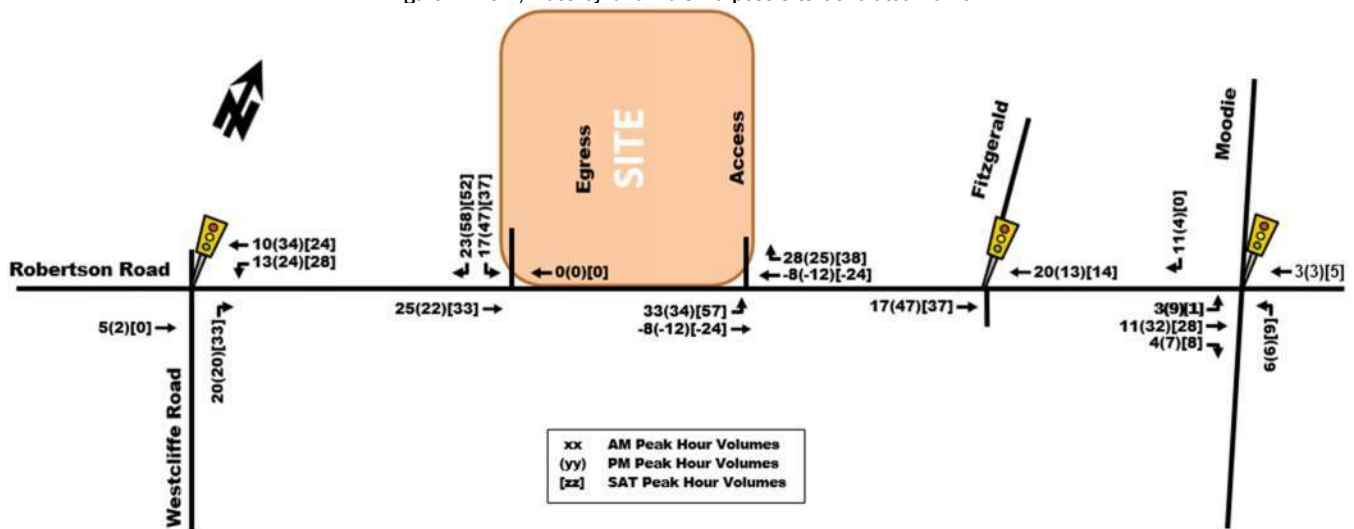 N
SITE
Egress
Access
Fitzgerald
Moodie
23(58)[52]
17(47)[37]
11(4)[0]
10(34)[24]
13(24)[28]
0(0)[0]
28(25)[38]
-8(-12)[-24]
20(13)[14]
3(3)[5]
Robertson Road
25(22)[33]
33(34)[57]
-8(-12)[-24]
17(47)[37]
3(9)[1]
11(32)[28]
4(7)[8]
6(6)[9]
5(2)[0]
20(20)[33]
Westcliffe Road
xx AM Peak Hour Volumes
(yy) PM Peak Hour Volumes
[zz] SAT Peak Hour Volumes